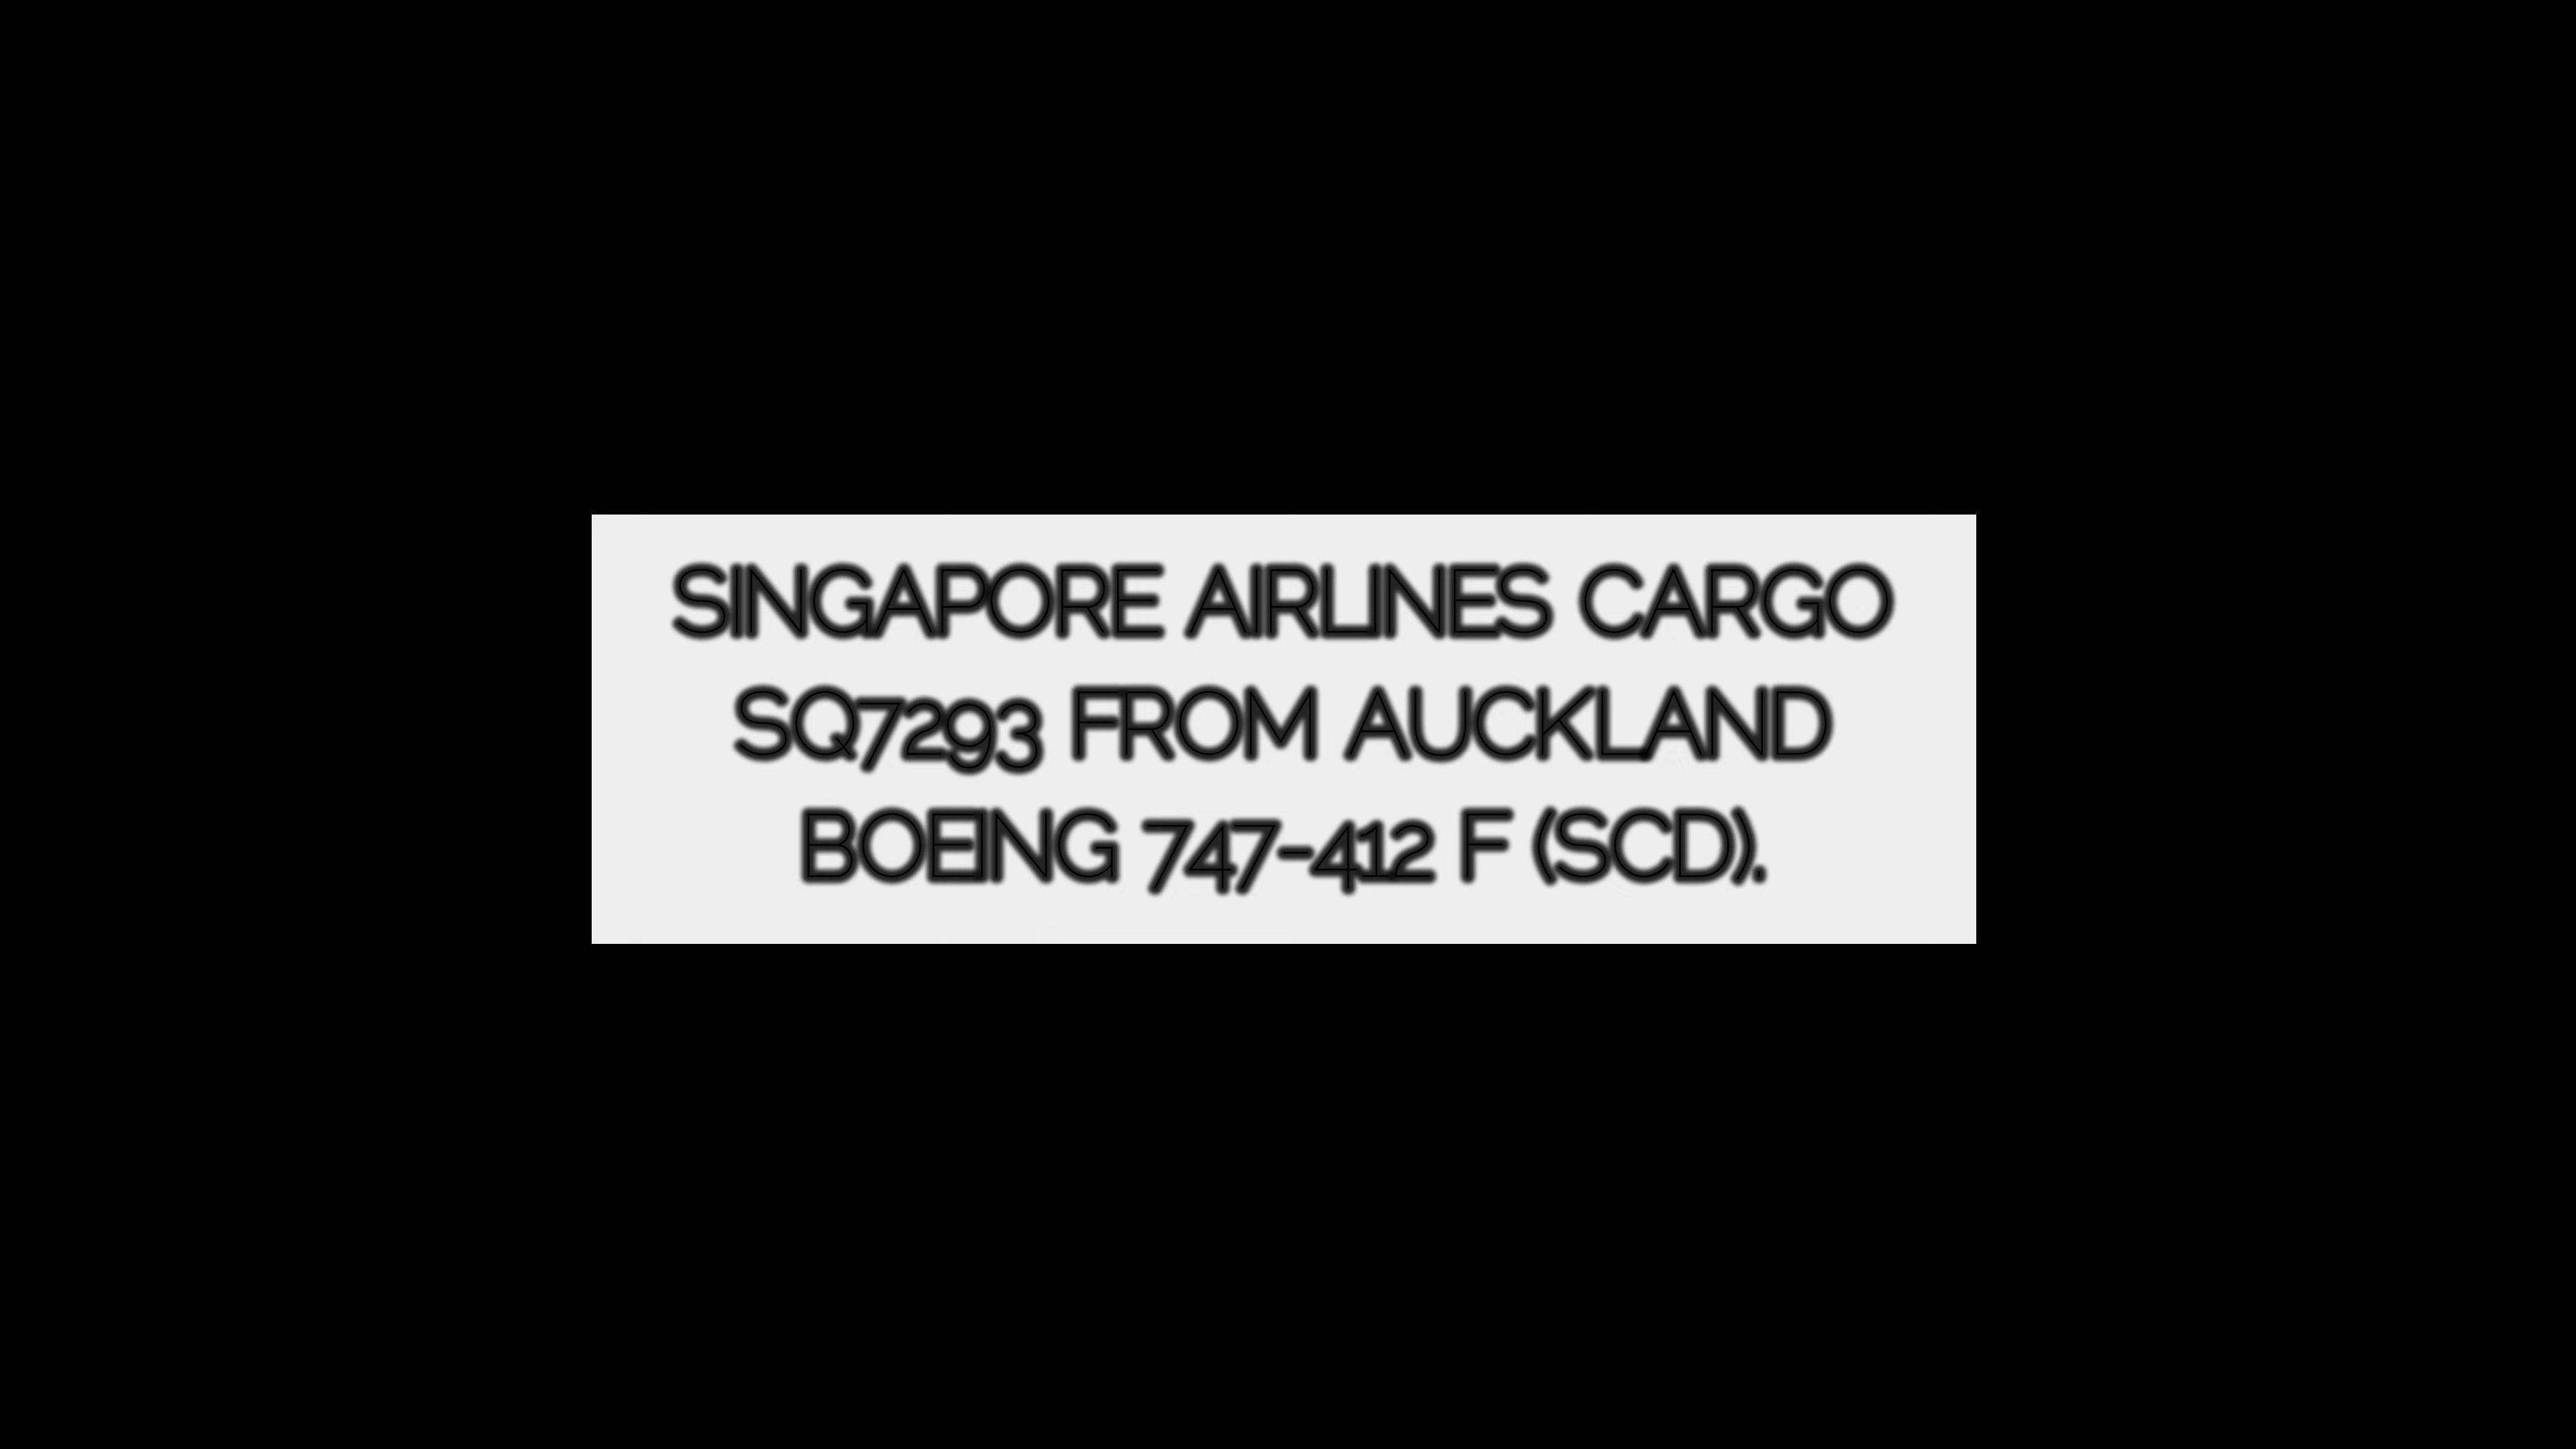 SINGAPORE AIRLINES CARGO
SQ7293 FROM AUCKLAND
BOEING 747-412 F (SCD).